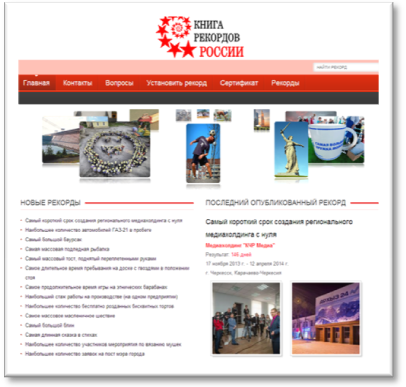 КНИГА
РЕКОРДОВ
РОССИИ
НАЙТИ РЕКОРД
Главная Контакты Вопросы Установить рекорд Сертификат Рекорды
НОВЫЕ РЕКОРДЫ
Самый короткий срок создания регионального медиахолдинга с нуля
Наибольшее количество автомобилей ГАЗ-21 в пробеге
Самый большой баурсак
Самая массовая подледная рыбалка
Самый массовый тост, поднятый переплетенными руками
Самое длительное время пребывания на доске с гвоздями в положении
стоя
Самое продолжительное время игры на этнических барабанах
Наибольший стаж работы на производстве (на одном предприятии)
Наибольшее количество бесплатно розданных бисквитных тортов
Самое массовое масленичное шествие
Самый большой блин
Самая длинная сказка в стихах
Наибольшее количество участников мероприятия по вязанию кошек
Наибольшее количество заявок на пост мэра города
ПОСЛЕДНИЙ ОПУБЛИКОВАННЫЙ РЕКОРД
Самый короткий срок создания регионального
медиахолдинга с нуля
Медиахолдинг "КЧР Медиа"
Результат: 146 дней
17 ноября 2013 г. - 12 апреля 2014 г.
г. Черкесск, Карачаево-Черкесия